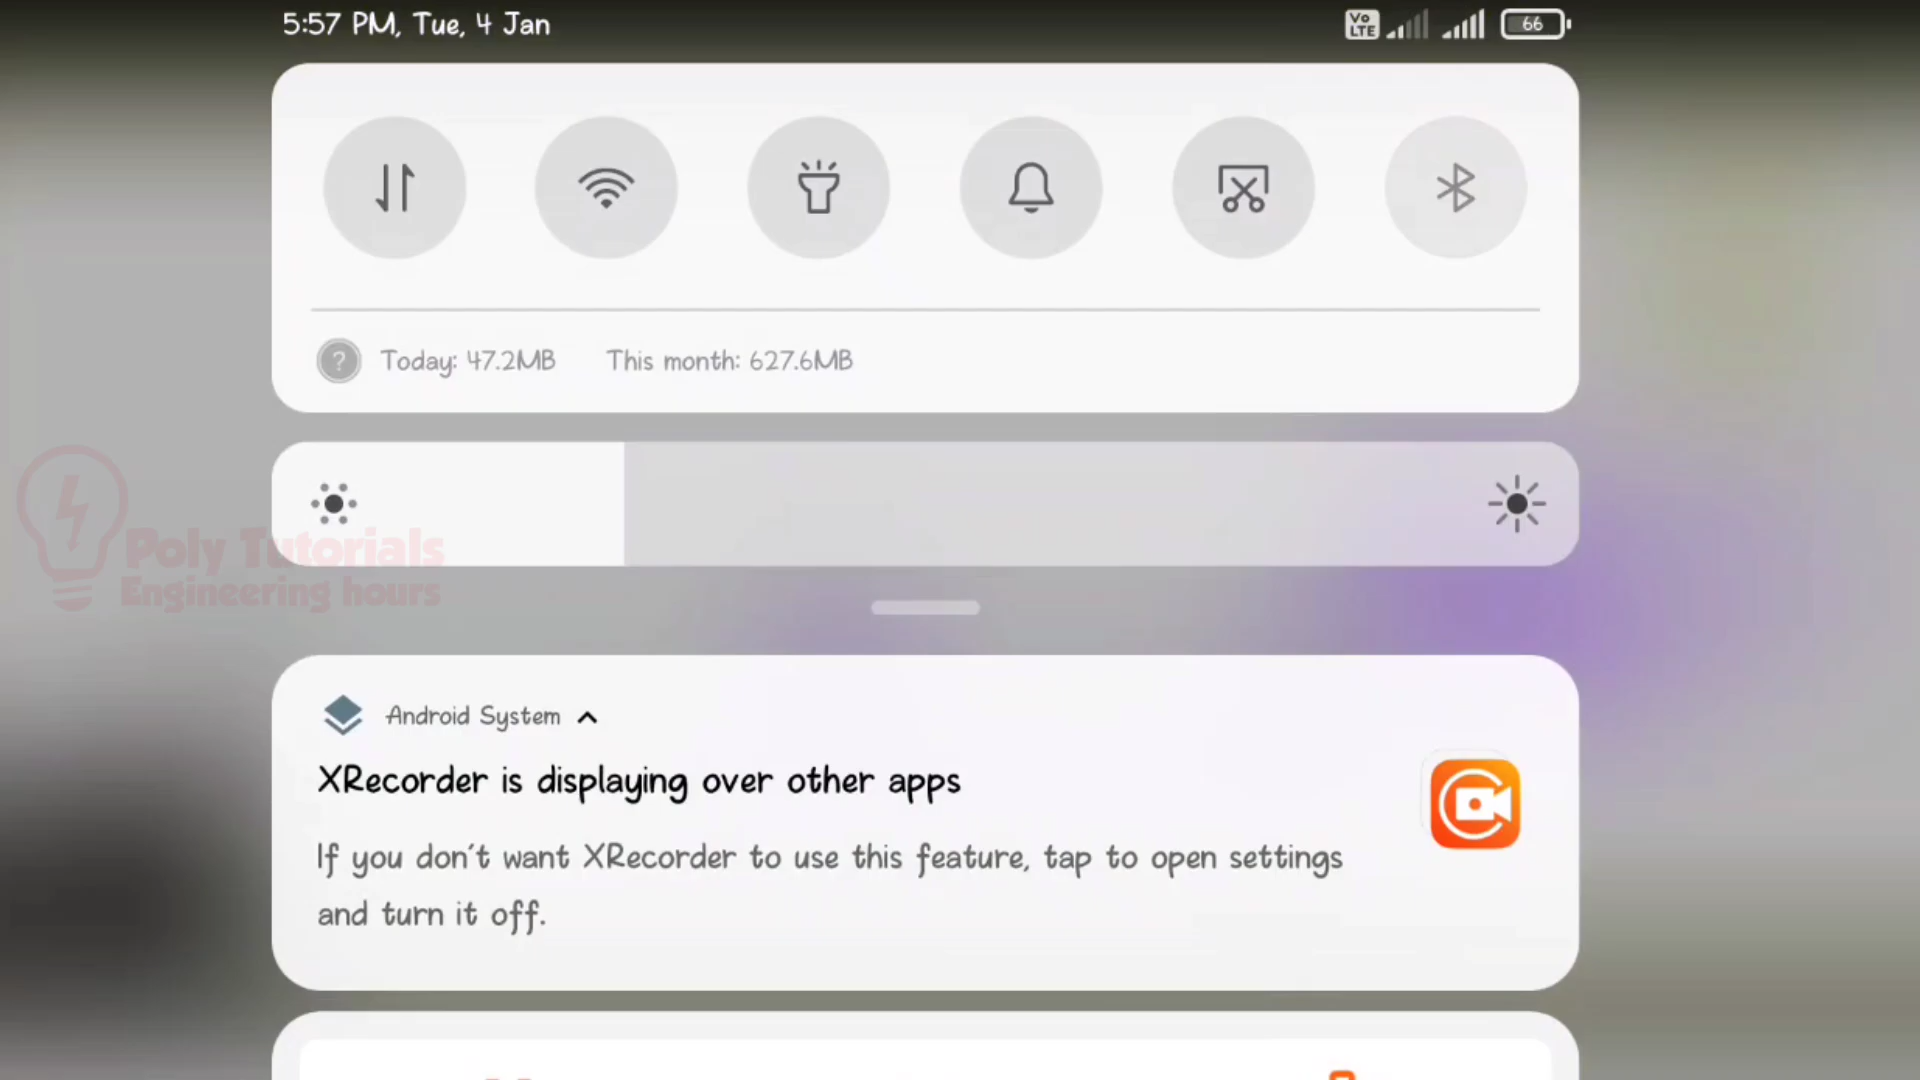 5:57 PM, Tue, 4 Jan
Vo LTE
66
Today: 47.2MB This month: 627.6MB
Poly Tutorials
Engineering hours
Android System
XRecorder is displaying over other apps
If you don't want XRecorder to use this feature, tap to open settings
and turn it off.